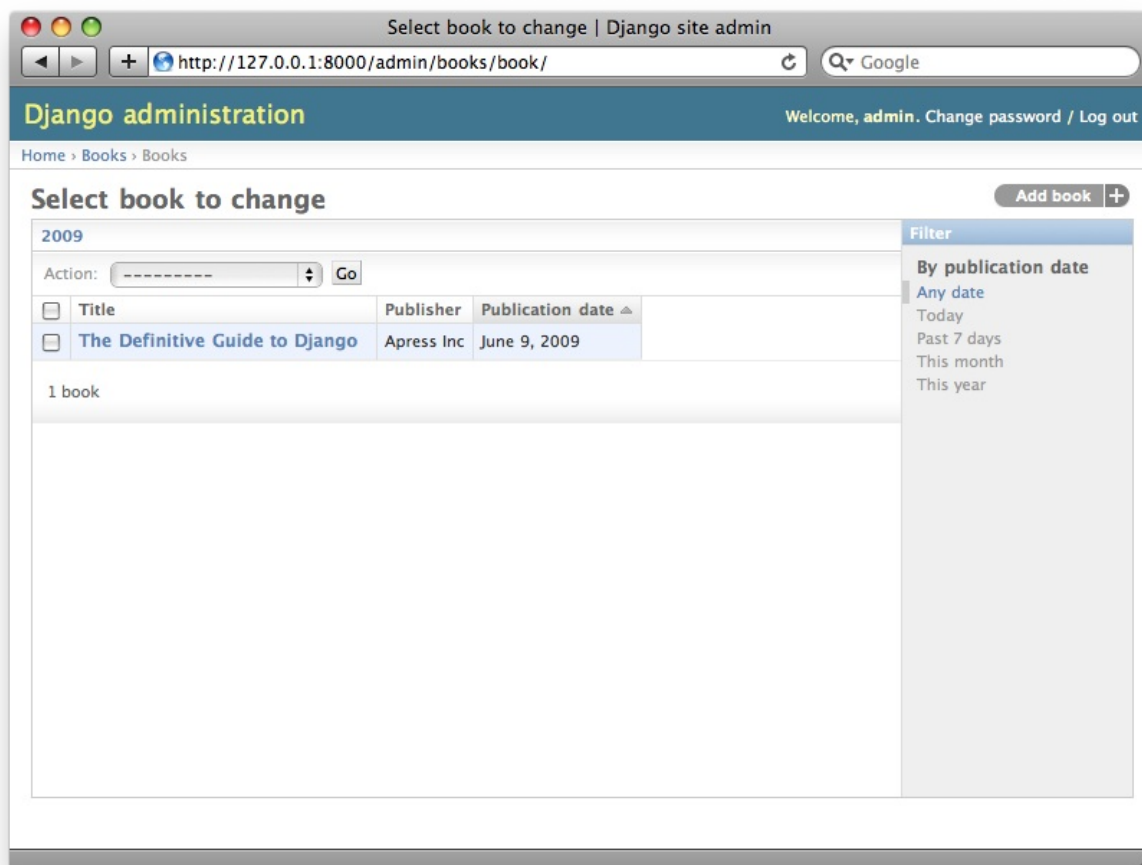 Select book to change | Django site admin
http://127.0.0.1:8000/admin/books/book/
Google
Django administration
Welcome, admin. Change password / Log out
Home › Books › Books
Select book to change
Add book
2009
Filter
Action: --------- Go
By publication date
Any date
Today
Past 7 days
This month
This year
Title Publisher Publication date
The Definitive Guide to Django Apress Inc June 9, 2009
1 book